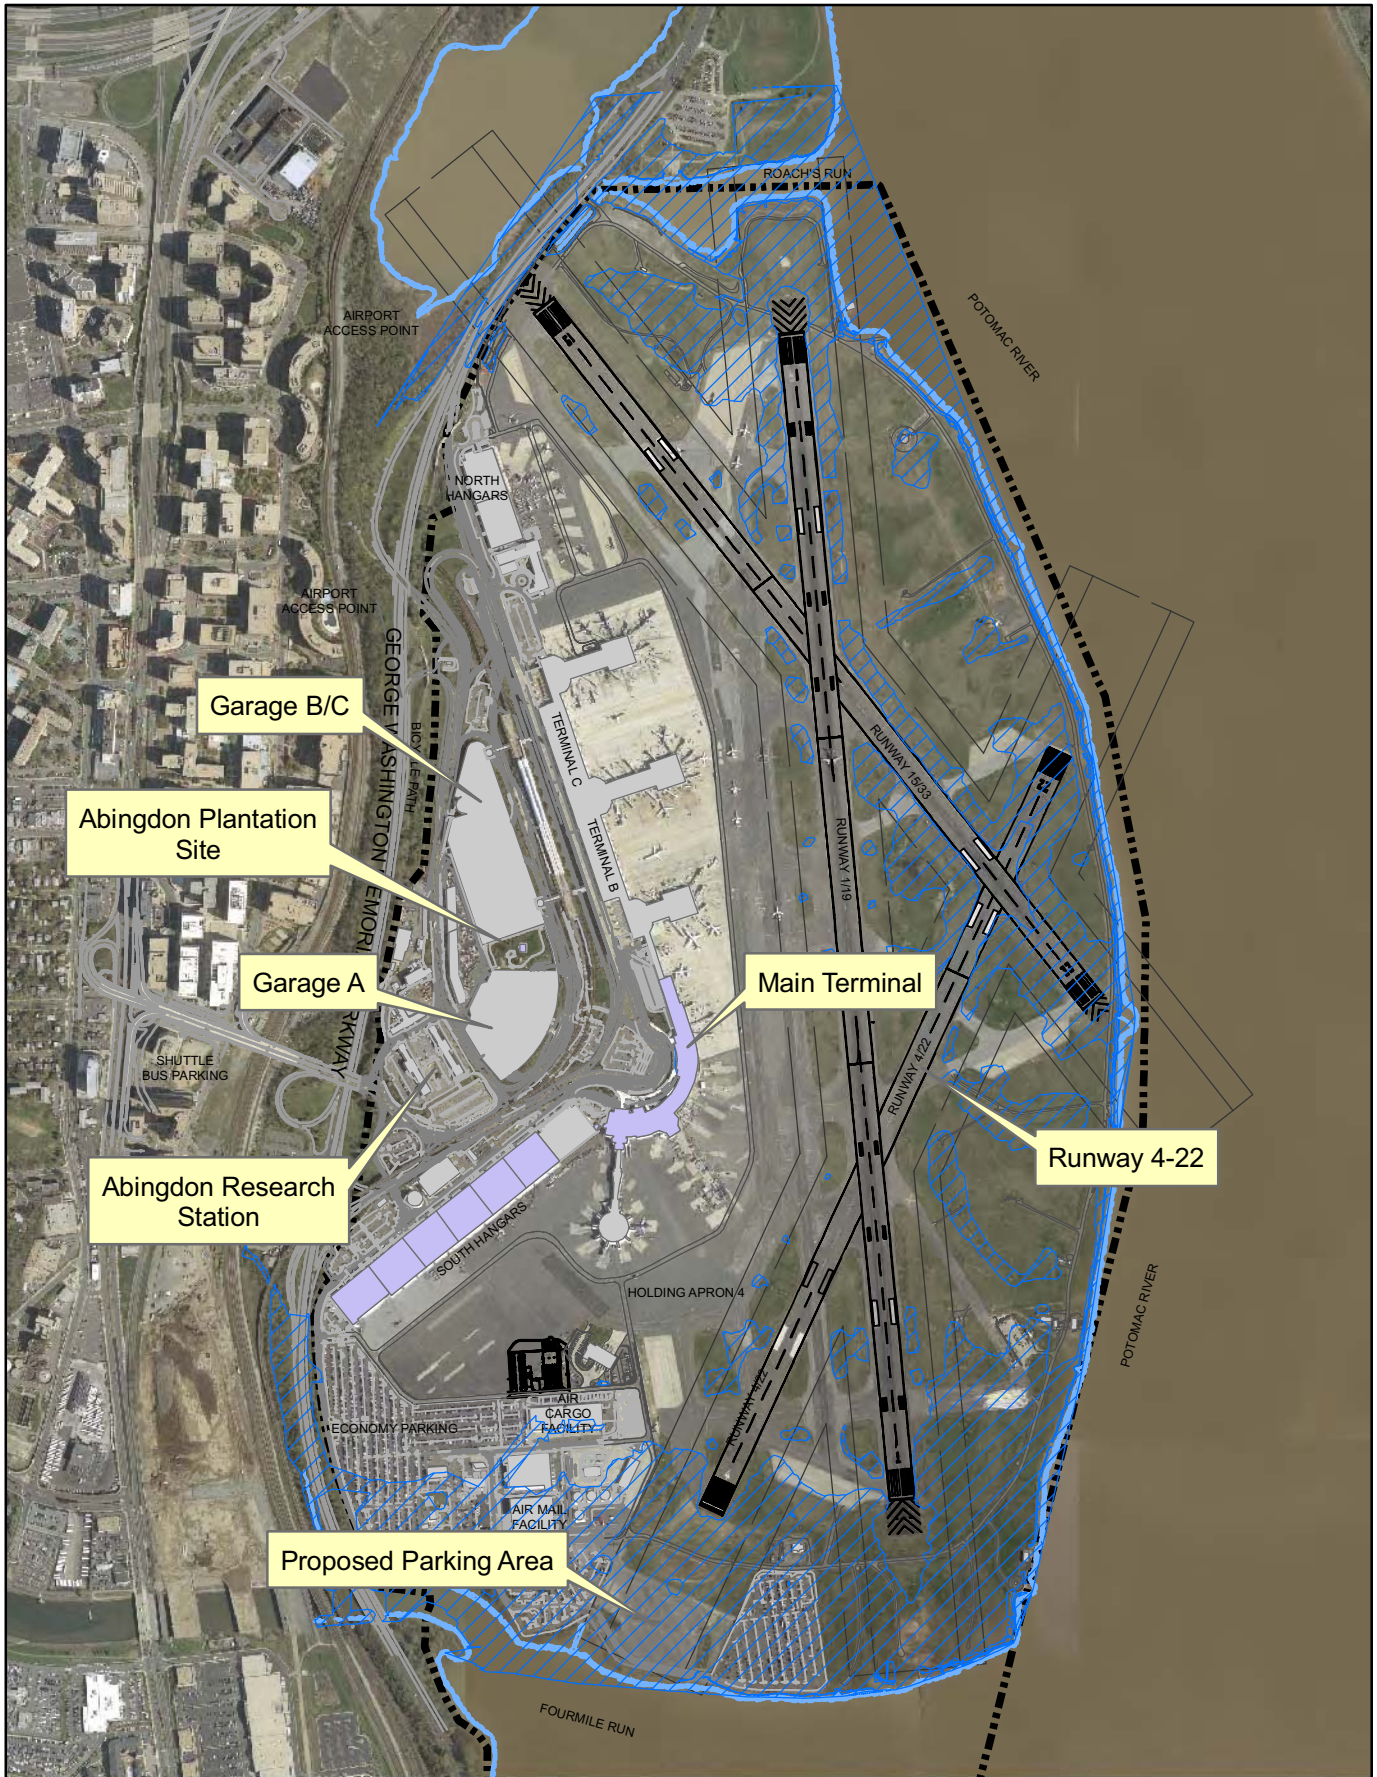 ROACH'S RUN
POTOMAC RIVER
AIRPORT
ACCESS POINT
NORTH
HANGARS
AIRPORT
ACCESS POINT
GEORGE WASHINGTON MEMORIAL PARKWAY
BICYCLE PATH
Garage B/C
TERMINAL C
RUNWAY 15/33
22
Abingdon Plantation
Site
TERMINAL B
RUNWAY 1/19
Garage A
Main Terminal
SHUTTLE
BUS PARKING
RUNWAY 4/22
Runway 4-22
Abingdon Research
Station
SOUTH HANGARS
HOLDING APRON 4
POTOMAC RIVER
RUNWAY 4/22
AIR
CARGO
FACILITY
ECONOMY PARKING
AIR MAIL
FACILITY
Proposed Parking Area
FOURMILE RUN